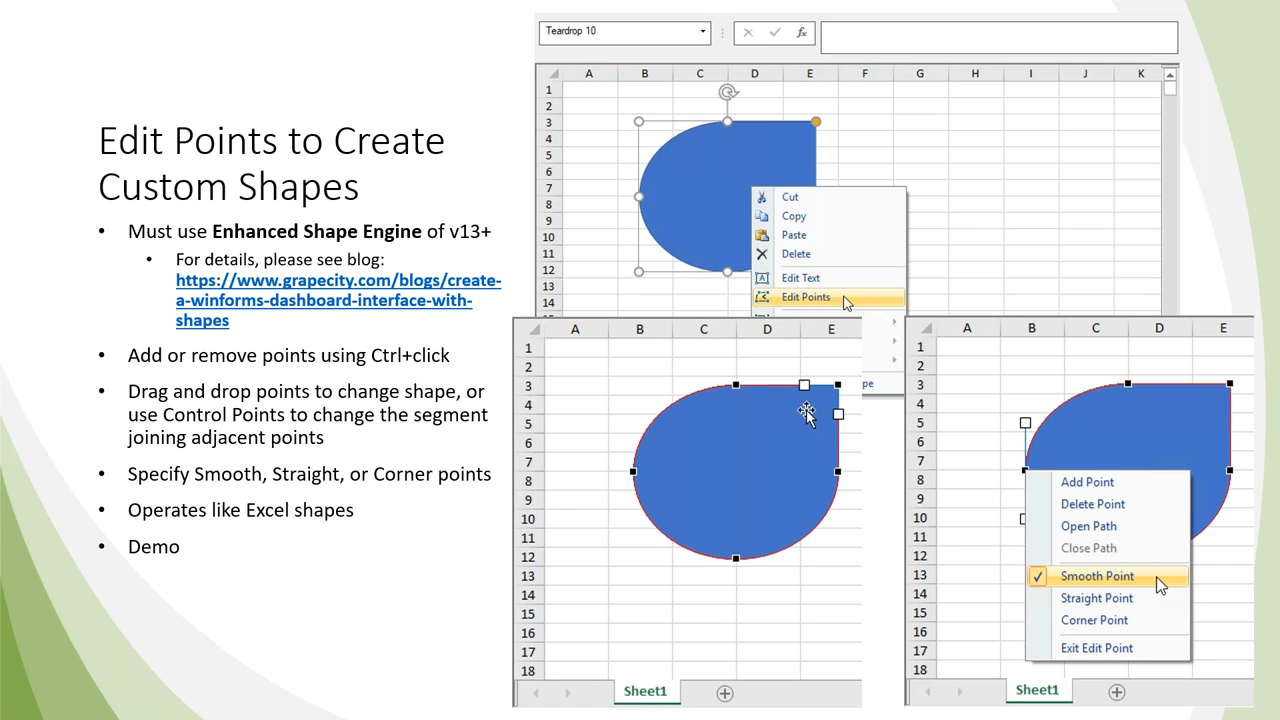 Edit Points to Create
Custom Shapes
• Must use Enhanced Shape Engine of v13+
• For details, please see blog:
https://www.grapecity.com/blogs/create-
a-winforms-dashboard-interface-with-
shapes
• Add or remove points using Ctrl+click
• Drag and drop points to change shape, or
use Control Points to change the segment
joining adjacent points
• Specify Smooth, Straight, or Corner points
• Operates like Excel shapes
• Demo
Teardrop 10
fx
A B C D E F G H I J K
1
2
3
4
5
6
7
8
9
10
11
12
13
14
Cut
Copy
Paste
Delete
Edit Text
Edit Points
pe
A B C D E
1
2
3
4
5
6
7
8
9
10
11
12
13
14
15
16
17
18
Sheet1
A B C D E
1
2
3
4
5
6
7
8
9
10
11
12
13
14
15
16
17
18
Add Point
Delete Point
Open Path
Close Path
Smooth Point
Straight Point
Corner Point
Exit Edit Point
Sheet1